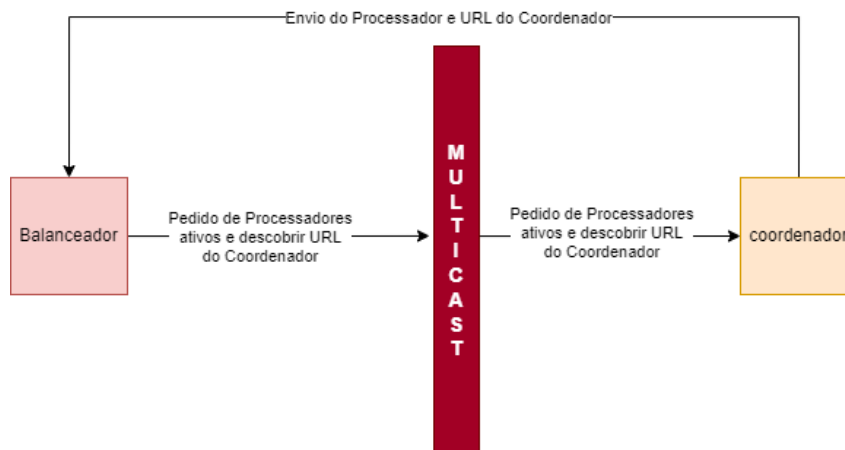 Envio do Processador e URL do Coordenador
MULTICAST
Balanceador
Pedido de Processadores
ativos e descobrir URL
do Coordenador
Pedido de Processadores
ativos e descobrir URL
do Coordenador
coordenador